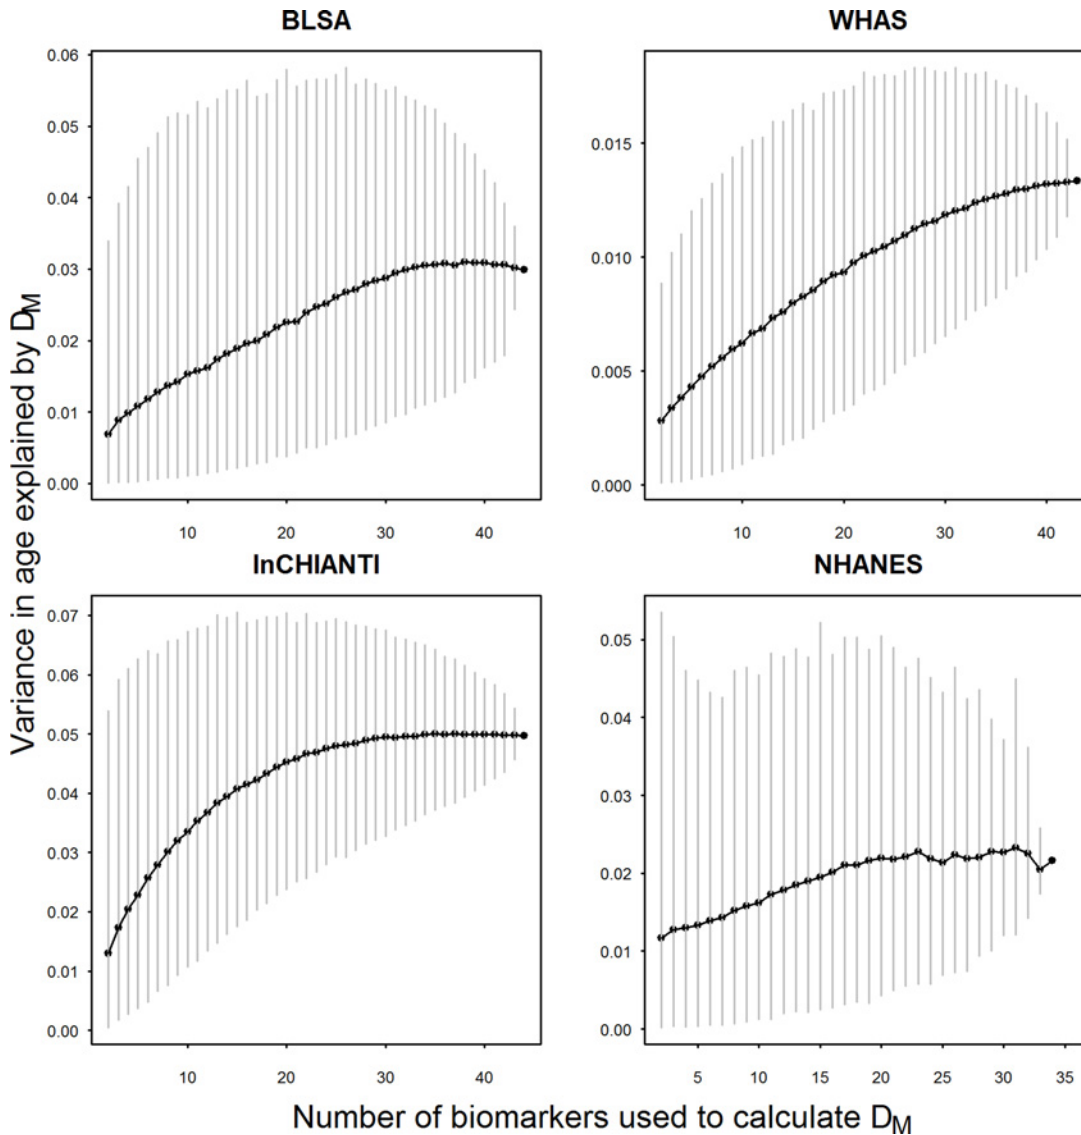 BLSA
WHAS
0.06
0.05
0.04
0.03
0.02
0.01
0.00
0.015
0.010
0.005
0.000
10 20 30 40
10 20 30 40
InCHIANTI
NHANES
0.07
0.06
0.05
0.04
0.03
0.02
0.01
0.00
0.05
0.04
0.03
0.02
0.01
0.00
10 20 30 40
5 10 15 20 25 30 35
Variance in age explained by DM
Number of biomarkers used to calculate DM